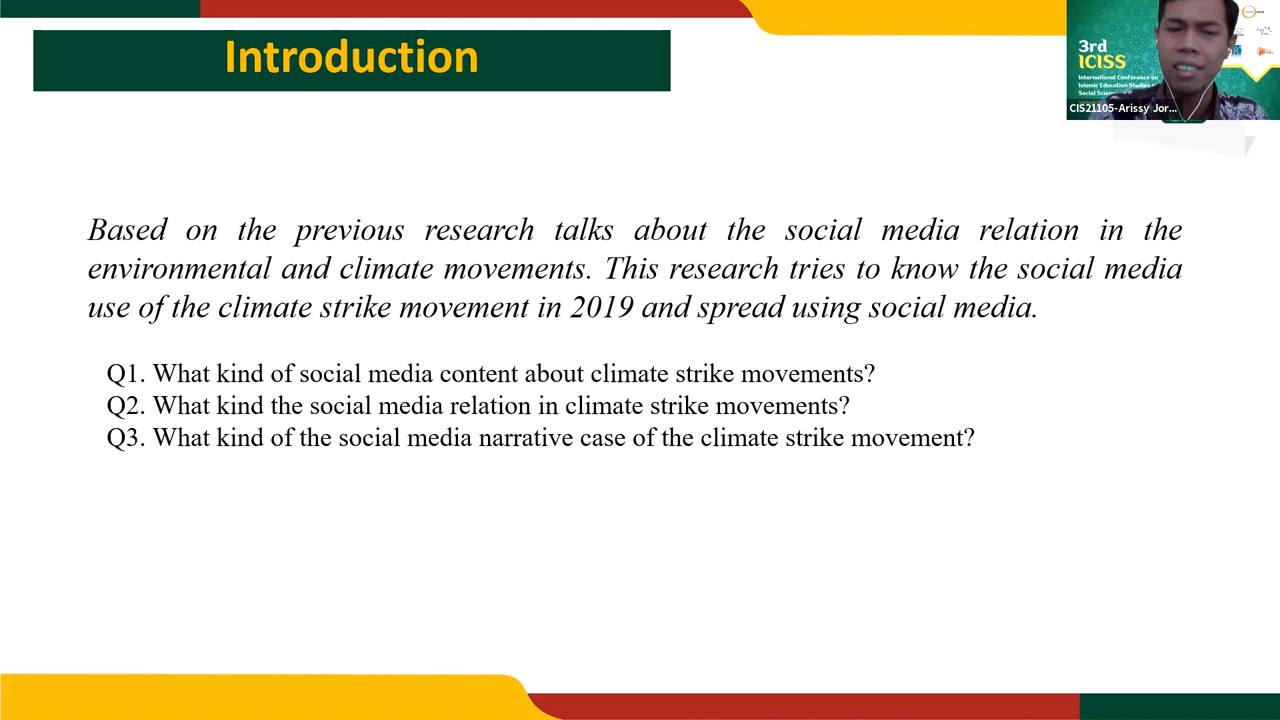 Introduction
3rd
ICISS
International Conference on
Islamic Education Studies
Social Scien
CIS21105-Arissy Jor...
Based on the previous research talks about the social media relation in the
environmental and climate movements. This research tries to know the social media
use of the climate strike movement in 2019 and spread using social media.
Q1. What kind of social media content about climate strike movements?
Q2. What kind the social media relation in climate strike movements?
Q3. What kind of the social media narrative case of the climate strike movement?